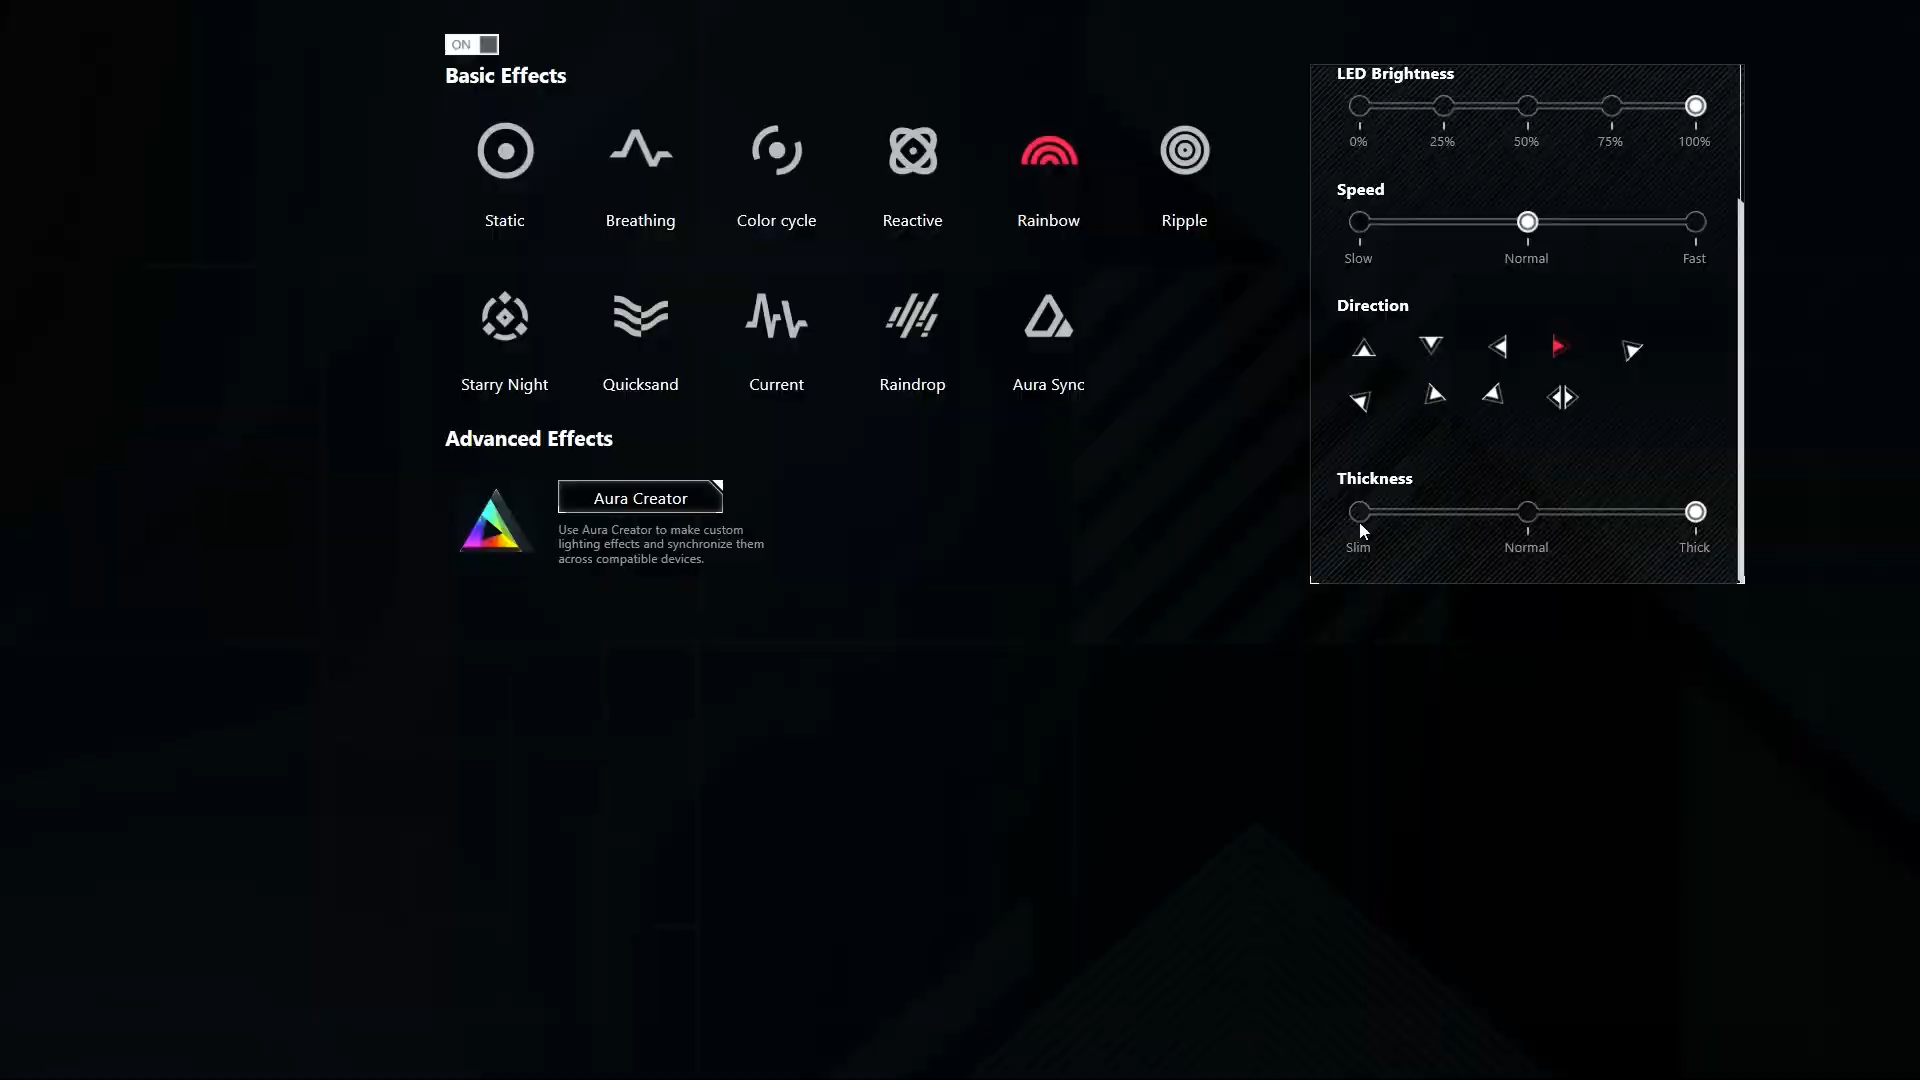 ON
Basic Effects
Static
Breathing
Color cycle
Reactive
Rainbow
Ripple
Starry Night
Quicksand
Current
Raindrop
Aura Sync
Advanced Effects
Aura Creator
Use Aura Creator to make custom
lighting effects and synchronize them
across compatible devices.
LED Brightness
0% 25% 50% 75% 100%
Speed
Slow Normal Fast
Direction
Thickness
Slim Normal Thick